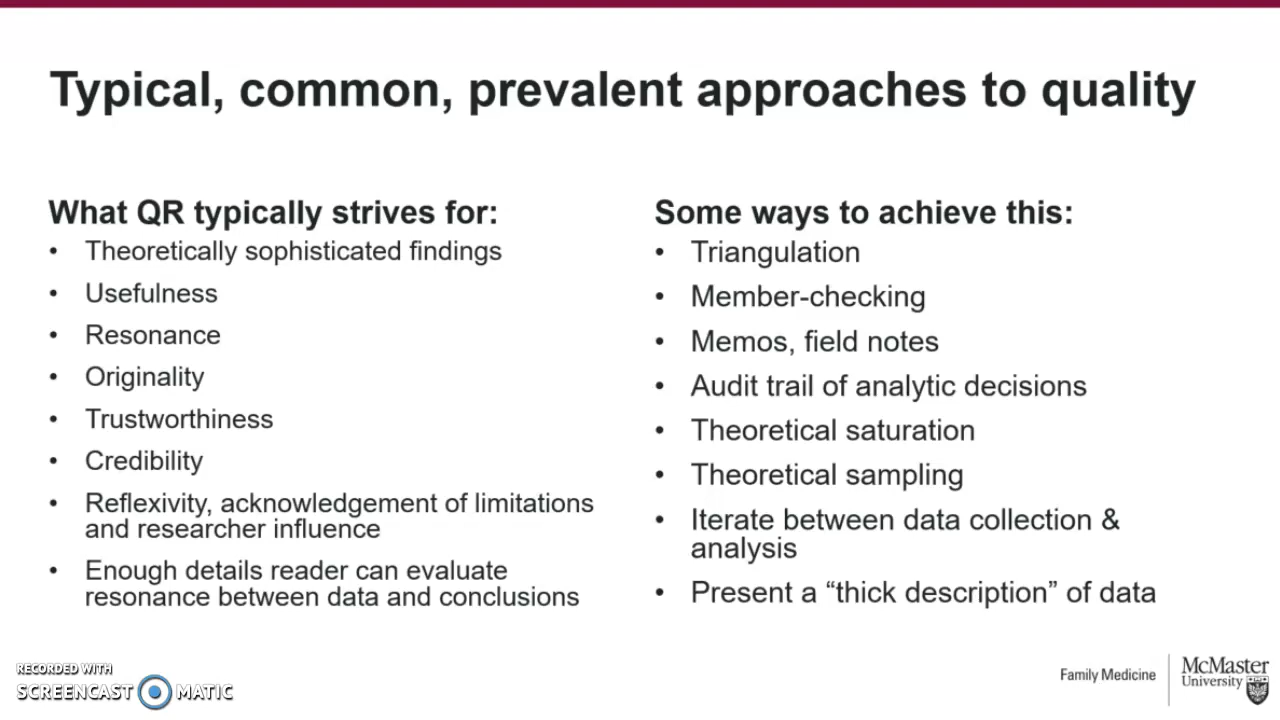 Typical, common, prevalent approaches to quality
What QR typically strives for:
• Theoretically sophisticated findings
• Usefulness
• Resonance
• Originality
• Trustworthiness
• Credibility
• Reflexivity, acknowledgement of limitations
and researcher influence
• Enough details reader can evaluate
resonance between data and conclusions
Some ways to achieve this:
• Triangulation
• Member-checking
• Memos, field notes
• Audit trail of analytic decisions
• Theoretical saturation
• Theoretical sampling
• Iterate between data collection &
analysis
• Present a “thick description” of data
RECORDED WITH
SCREENCAST MATIC
Family Medicine
McMaster
University